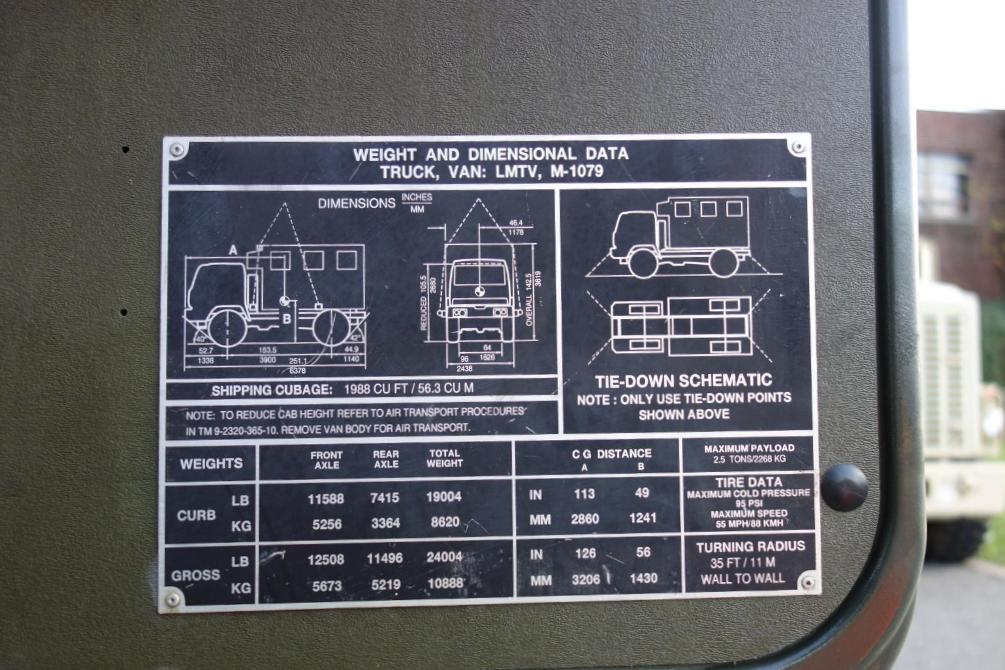 WEIGHT AND DIMENSIONAL DATA
TRUCK, VAN: LMTV, M-1079
DIMENSIONS INCHES
MM
46.4
1178
A
B
REDUCED 105.5
2680
OVERALL 142.5
3619
40°
42°
52.7 153.5 44.9
1338 3900 1140
251.1
6378
64
1626
96
2438
SHIPPING CUBAGE: 1988 CU FT / 56.3 CU M
NOTE: TO REDUCE CAB HEIGHT REFER TO AIR TRANSPORT PROCEDURES
IN TM 9-2320-365-10. REMOVE VAN BODY FOR AIR TRANSPORT.
TIE-DOWN SCHEMATIC
NOTE : ONLY USE TIE-DOWN POINTS
SHOWN ABOVE
WEIGHTS FRONT AXLE REAR AXLE TOTAL WEIGHT
CURB LB 11588 7415 19004
KG 5256 3364 8620
GROSS LB 12508 11496 24004
KG 5673 5219 10888
C G DISTANCE
A B
IN 113 49
MM 2860 1241
IN 126 56
MM 3206 1430
MAXIMUM PAYLOAD
2.5 TONS/2268 KG
TIRE DATA
MAXIMUM COLD PRESSURE
95 PSI
MAXIMUM SPEED
55 MPH/88 KMH
TURNING RADIUS
35 FT / 11 M
WALL TO WALL